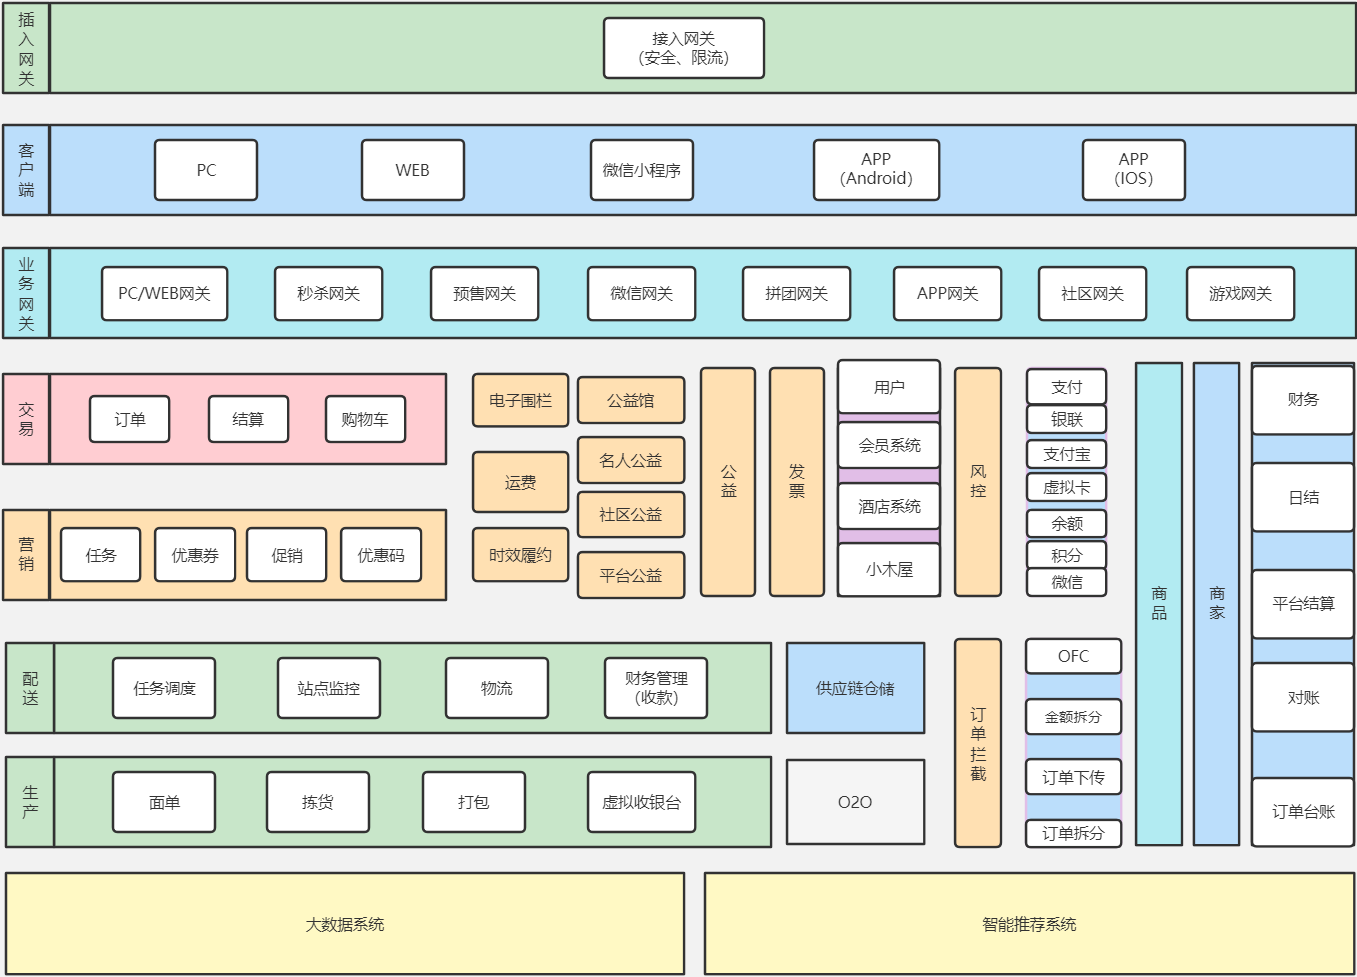 插
入
网
关
接入网关
（安全、限流）
客
户
端
PC
WEB
微信小程序
APP
（Android）
APP
（IOS）
业
务
网
关
PC/WEB网关
秒杀网关
预售网关
微信网关
拼团网关
APP网关
社区网关
游戏网关
交
易
订单
结算
购物车
营
销
任务
优惠券
促销
优惠码
电子围栏
运费
时效履约
公益馆
名人公益
社区公益
平台公益
公
益
发
票
用户
会员系统
酒店系统
小木屋
风
控
支付
银联
支付宝
虚拟卡
余额
积分
微信
商
品
商
家
财务
日结
平台结算
对账
订单台账
配
送
任务调度
站点监控
物流
财务管理
（收款）
供应链仓储
生
产
面单
拣货
打包
虚拟收银台
O2O
订
单
拦
截
OFC
金额拆分
订单下传
订单拆分
大数据系统
智能推荐系统